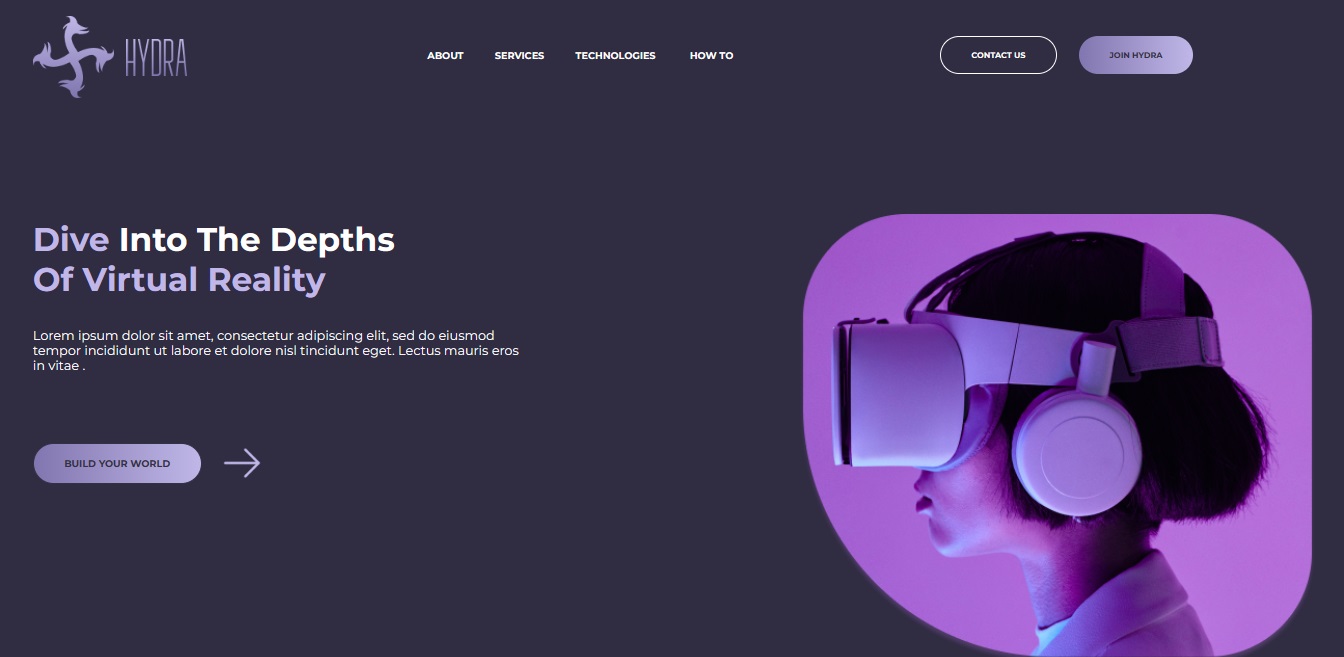 HYDRA
ABOUT SERVICES TECHNOLOGIES HOW TO
CONTACT US JOIN HYDRA
Dive Into The Depths
Of Virtual Reality
Lorem ipsum dolor sit amet, consectetur adipiscing elit, sed do eiusmod
tempor incididunt ut labore et dolore nisl tincidunt eget. Lectus mauris eros
in vitae .
BUILD YOUR WORLD